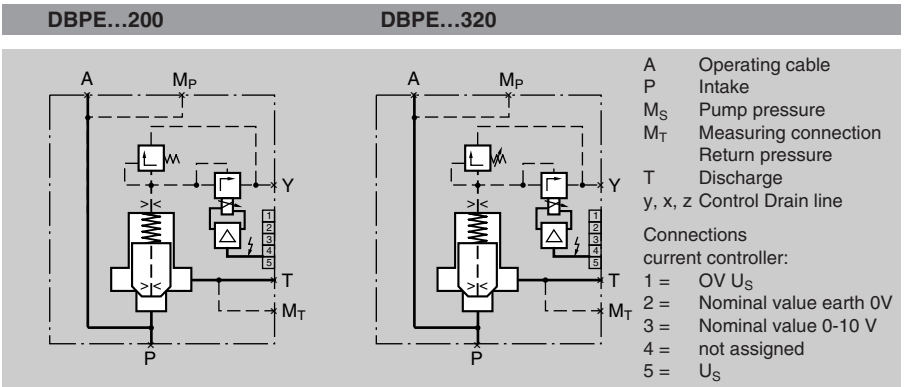 DBPE…200 DBPE…320
A MP
Y
1
2
3
4
5
T
MT
P
A MP
Y
1
2
3
4
5
T
MT
P
A Operating cable
P Intake
MS Pump pressure
MT Measuring connection
Return pressure
T Discharge
y, x, z Control Drain line
Connections
current controller:
1 = OV US
2 = Nominal value earth 0V
3 = Nominal value 0-10 V
4 = not assigned
5 = US